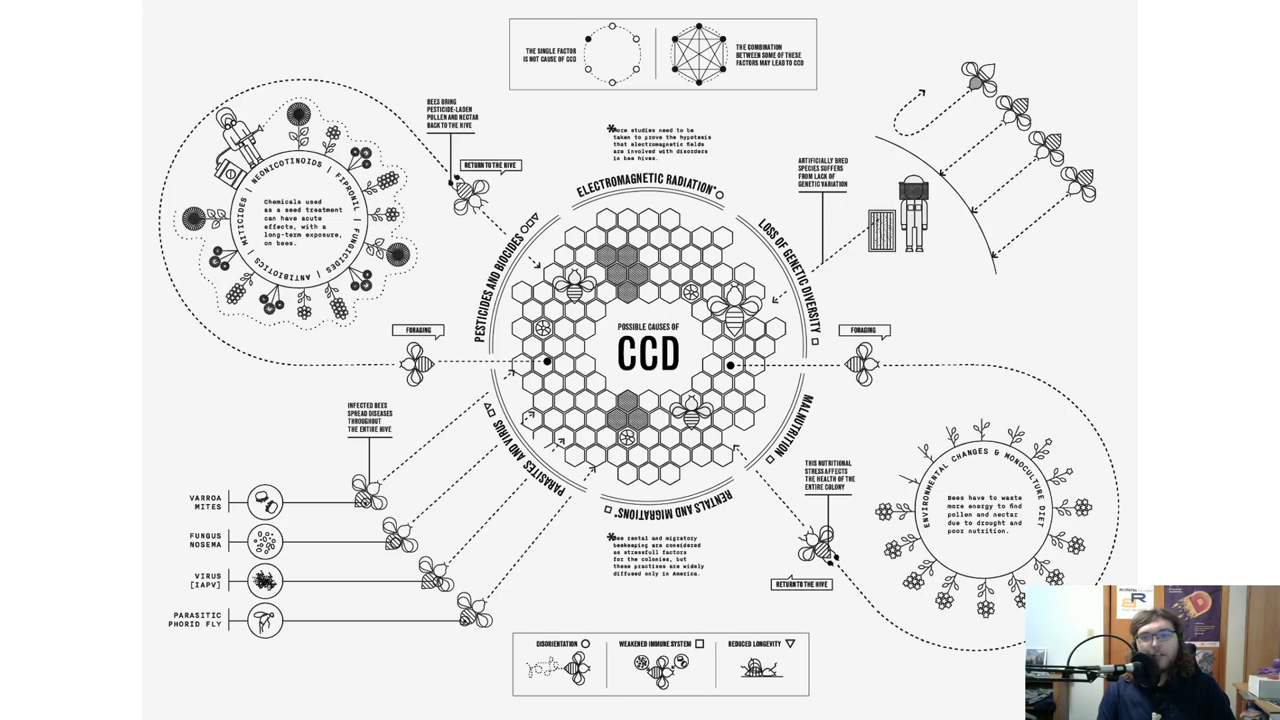 THE SINGLE FACTOR
IS NOT CAUSE OF CCD
THE COMBINATION
BETWEEN SOME OF THESE
FACTORS MAY LEAD TO CCD
BEES BRING
PESTICIDE-LADEN
POLLEN AND NECTAR
BACK TO THE HIVE
RETURN TO THE HIVE
*More studies need to be
taken to prove the hypotesis
that electromagnetic fields
are involved with disorders
in bee hives.
ARTIFICIALLY BRED
SPECIES SUFFERS
FROM LACK OF
GENETIC VARIATION
MITICIDES | NEONICOTINOIDS | FIPRONIL | FUNGICIDES | ANTIBIOTICS
Chemicals used
as a seed treatment
can have acute
effects, with a
long-term exposure,
on bees.
ELECTROMAGNETIC RADIATION*
PESTICIDES AND BIOCIDES
LOSS OF GENETIC DIVERSITY
POSSIBLE CAUSES OF
CCD
FORAGING
FORAGING
MALNUTRITION
PARASITES AND VIRUS
RENTALS AND MIGRATIONS*
INFECTED BEES
SPREAD DISEASES
THROUGHOUT
THE ENTIRE HIVE
VARROA
MITES
FUNGUS
NOSEMA
VIRUS
[IAPV]
PARASITIC
PHORID FLY
*Bee rental and migratory
beekeeping are considered
as stressfull factors
for the colonies, but
these practises are widely
diffused only in America.
THIS NUTRITIONAL
STRESS AFFECTS
THE HEALTH OF THE
ENTIRE COLONY
RETURN TO THE HIVE
ENVIRONMENTAL CHANGES & MONOCULTURE DIET
Bees have to waste
more energy to find
pollen and nectar
due to drought and
poor nutrition.
DISORIENTATION
WEAKENED IMMUNE SYSTEM
REDUCED LONGEVITY